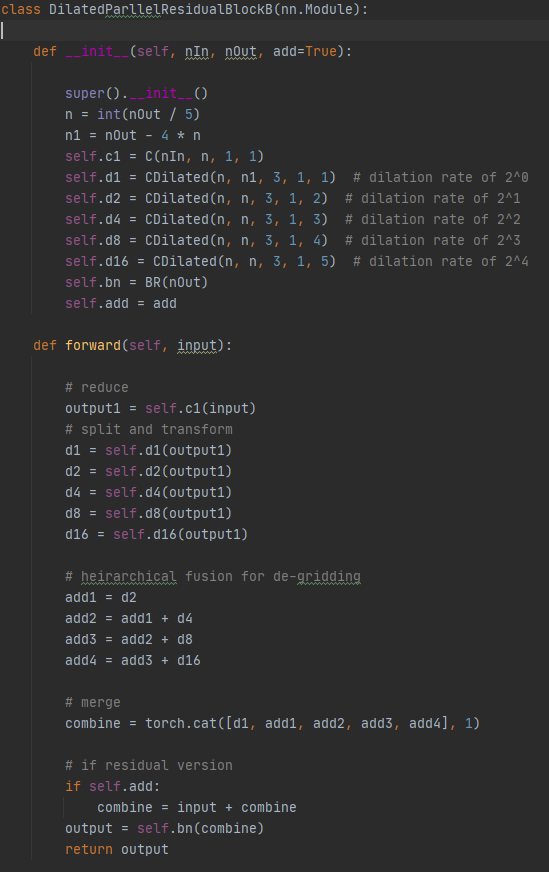 class DilatedParllelResidualBlockB(nn.Module):
def __init__(self, nIn, nOut, add=True):
super().__init__()
n = int(nOut / 5)
n1 = nOut - 4 * n
self.c1 = C(nIn, n, 1, 1)
self.d1 = CDilated(n, n1, 3, 1, 1)  # dilation rate of 2^0
self.d2 = CDilated(n, n, 3, 1, 2)  # dilation rate of 2^1
self.d4 = CDilated(n, n, 3, 1, 3)  # dilation rate of 2^2
self.d8 = CDilated(n, n, 3, 1, 4)  # dilation rate of 2^3
self.d16 = CDilated(n, n, 3, 1, 5)  # dilation rate of 2^4
self.bn = BR(nOut)
self.add = add
def forward(self, input):
# reduce
output1 = self.c1(input)
# split and transform
d1 = self.d1(output1)
d2 = self.d2(output1)
d4 = self.d4(output1)
d8 = self.d8(output1)
d16 = self.d16(output1)
# heirarchical fusion for de-gridding
add1 = d2
add2 = add1 + d4
add3 = add2 + d8
add4 = add3 + d16
# merge
combine = torch.cat([d1, add1, add2, add3, add4], 1)
# if residual version
if self.add:
combine = input + combine
output = self.bn(combine)
return output